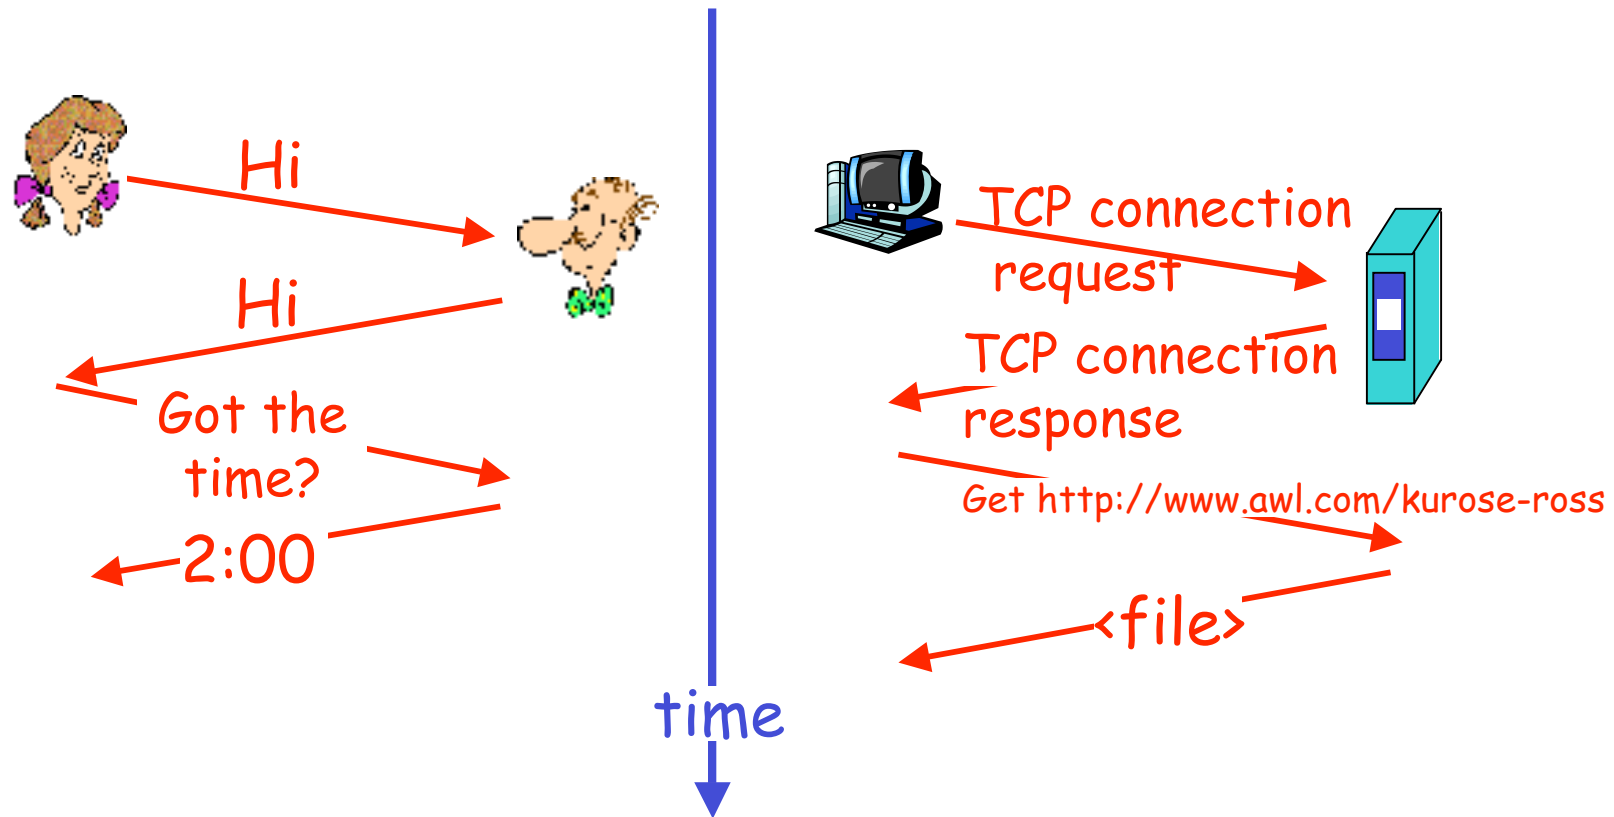 Hi
Hi
Got the
time?
2:00
time
TCP connection
request
TCP connection
response
Get http://www.awl.com/kurose-ross
<file>